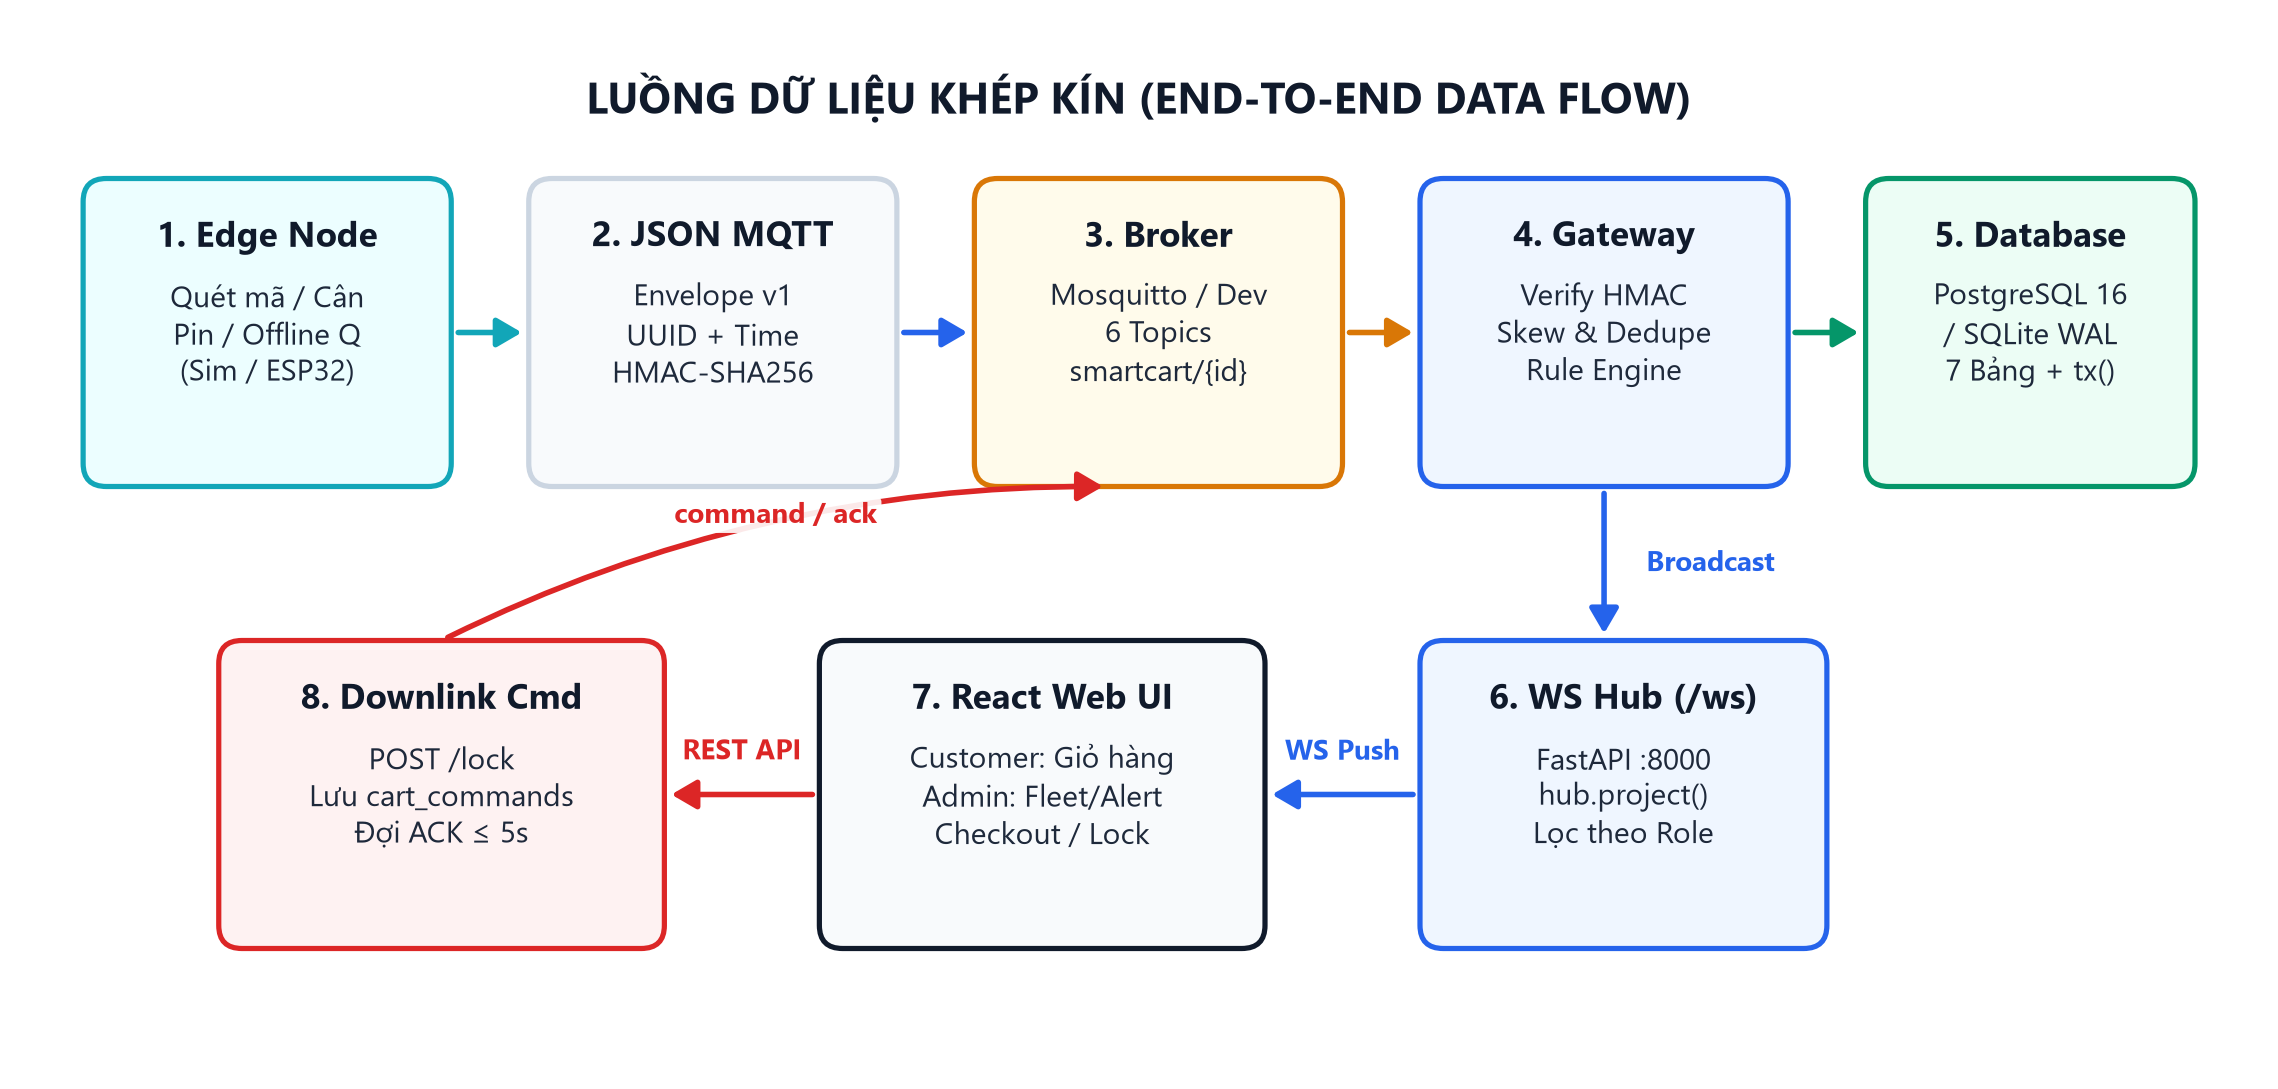 LUỒNG DỮ LIỆU KHÉP KÍN (END-TO-END DATA FLOW)
1. Edge Node
Quét mã / Cân
Pin / Offline Q
(Sim / ESP32)
2. JSON MQTT
Envelope v1
UUID + Time
HMAC-SHA256
3. Broker
Mosquitto / Dev
6 Topics
smartcart/{id}
4. Gateway
Verify HMAC
Skew & Dedupe
Rule Engine
5. Database
PostgreSQL 16
/ SQLite WAL
7 Bảng + tx()
command / ack
Broadcast
8. Downlink Cmd
POST /lock
Lưu cart_commands
Đợi ACK ≤ 5s
REST API
7. React Web UI
Customer: Giỏ hàng
Admin: Fleet/Alert
Checkout / Lock
WS Push
6. WS Hub (/ws)
FastAPI :8000
hub.project()
Lọc theo Role